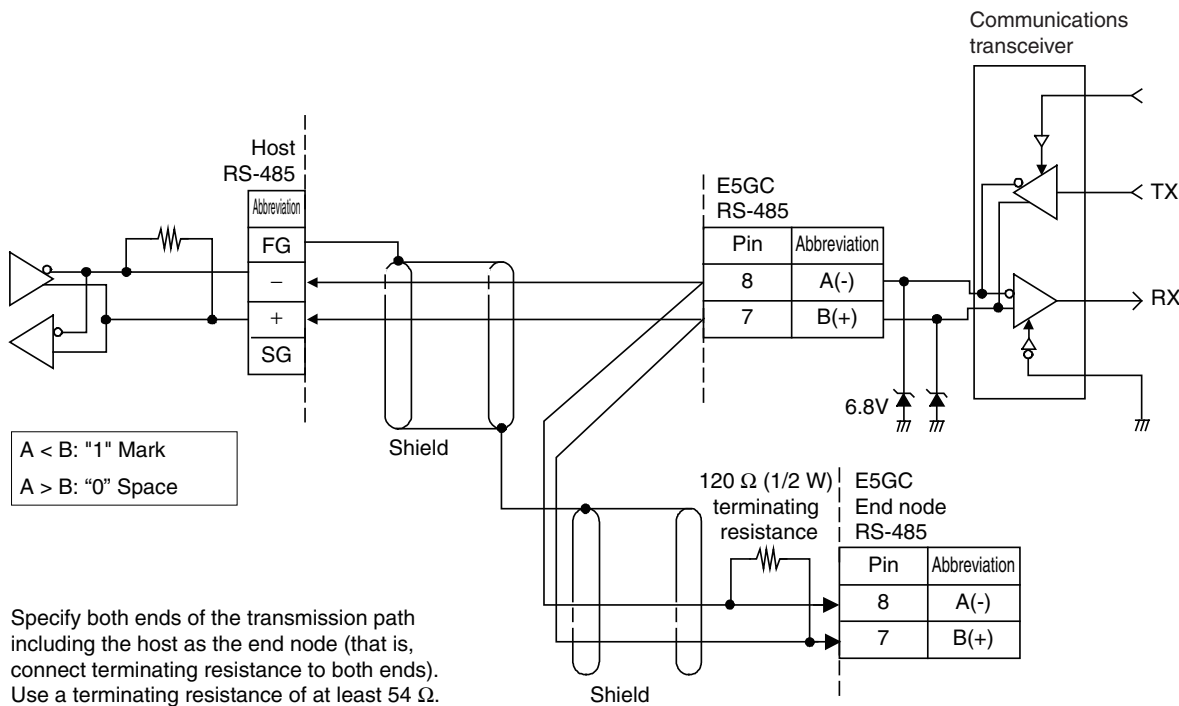 Communications
transceiver
Host
RS-485
Abbreviation
FG
−
+
SG
E5GC
RS-485
Pin Abbreviation
8 A(-)
7 B(+)
TX
RX
6.8V
A < B: "1" Mark
A > B: “0” Space
Shield
120 Ω (1/2 W)
terminating
resistance
E5GC
End node
RS-485
Pin Abbreviation
8 A(-)
7 B(+)
Shield
Specify both ends of the transmission path
including the host as the end node (that is,
connect terminating resistance to both ends).
Use a terminating resistance of at least 54 Ω.